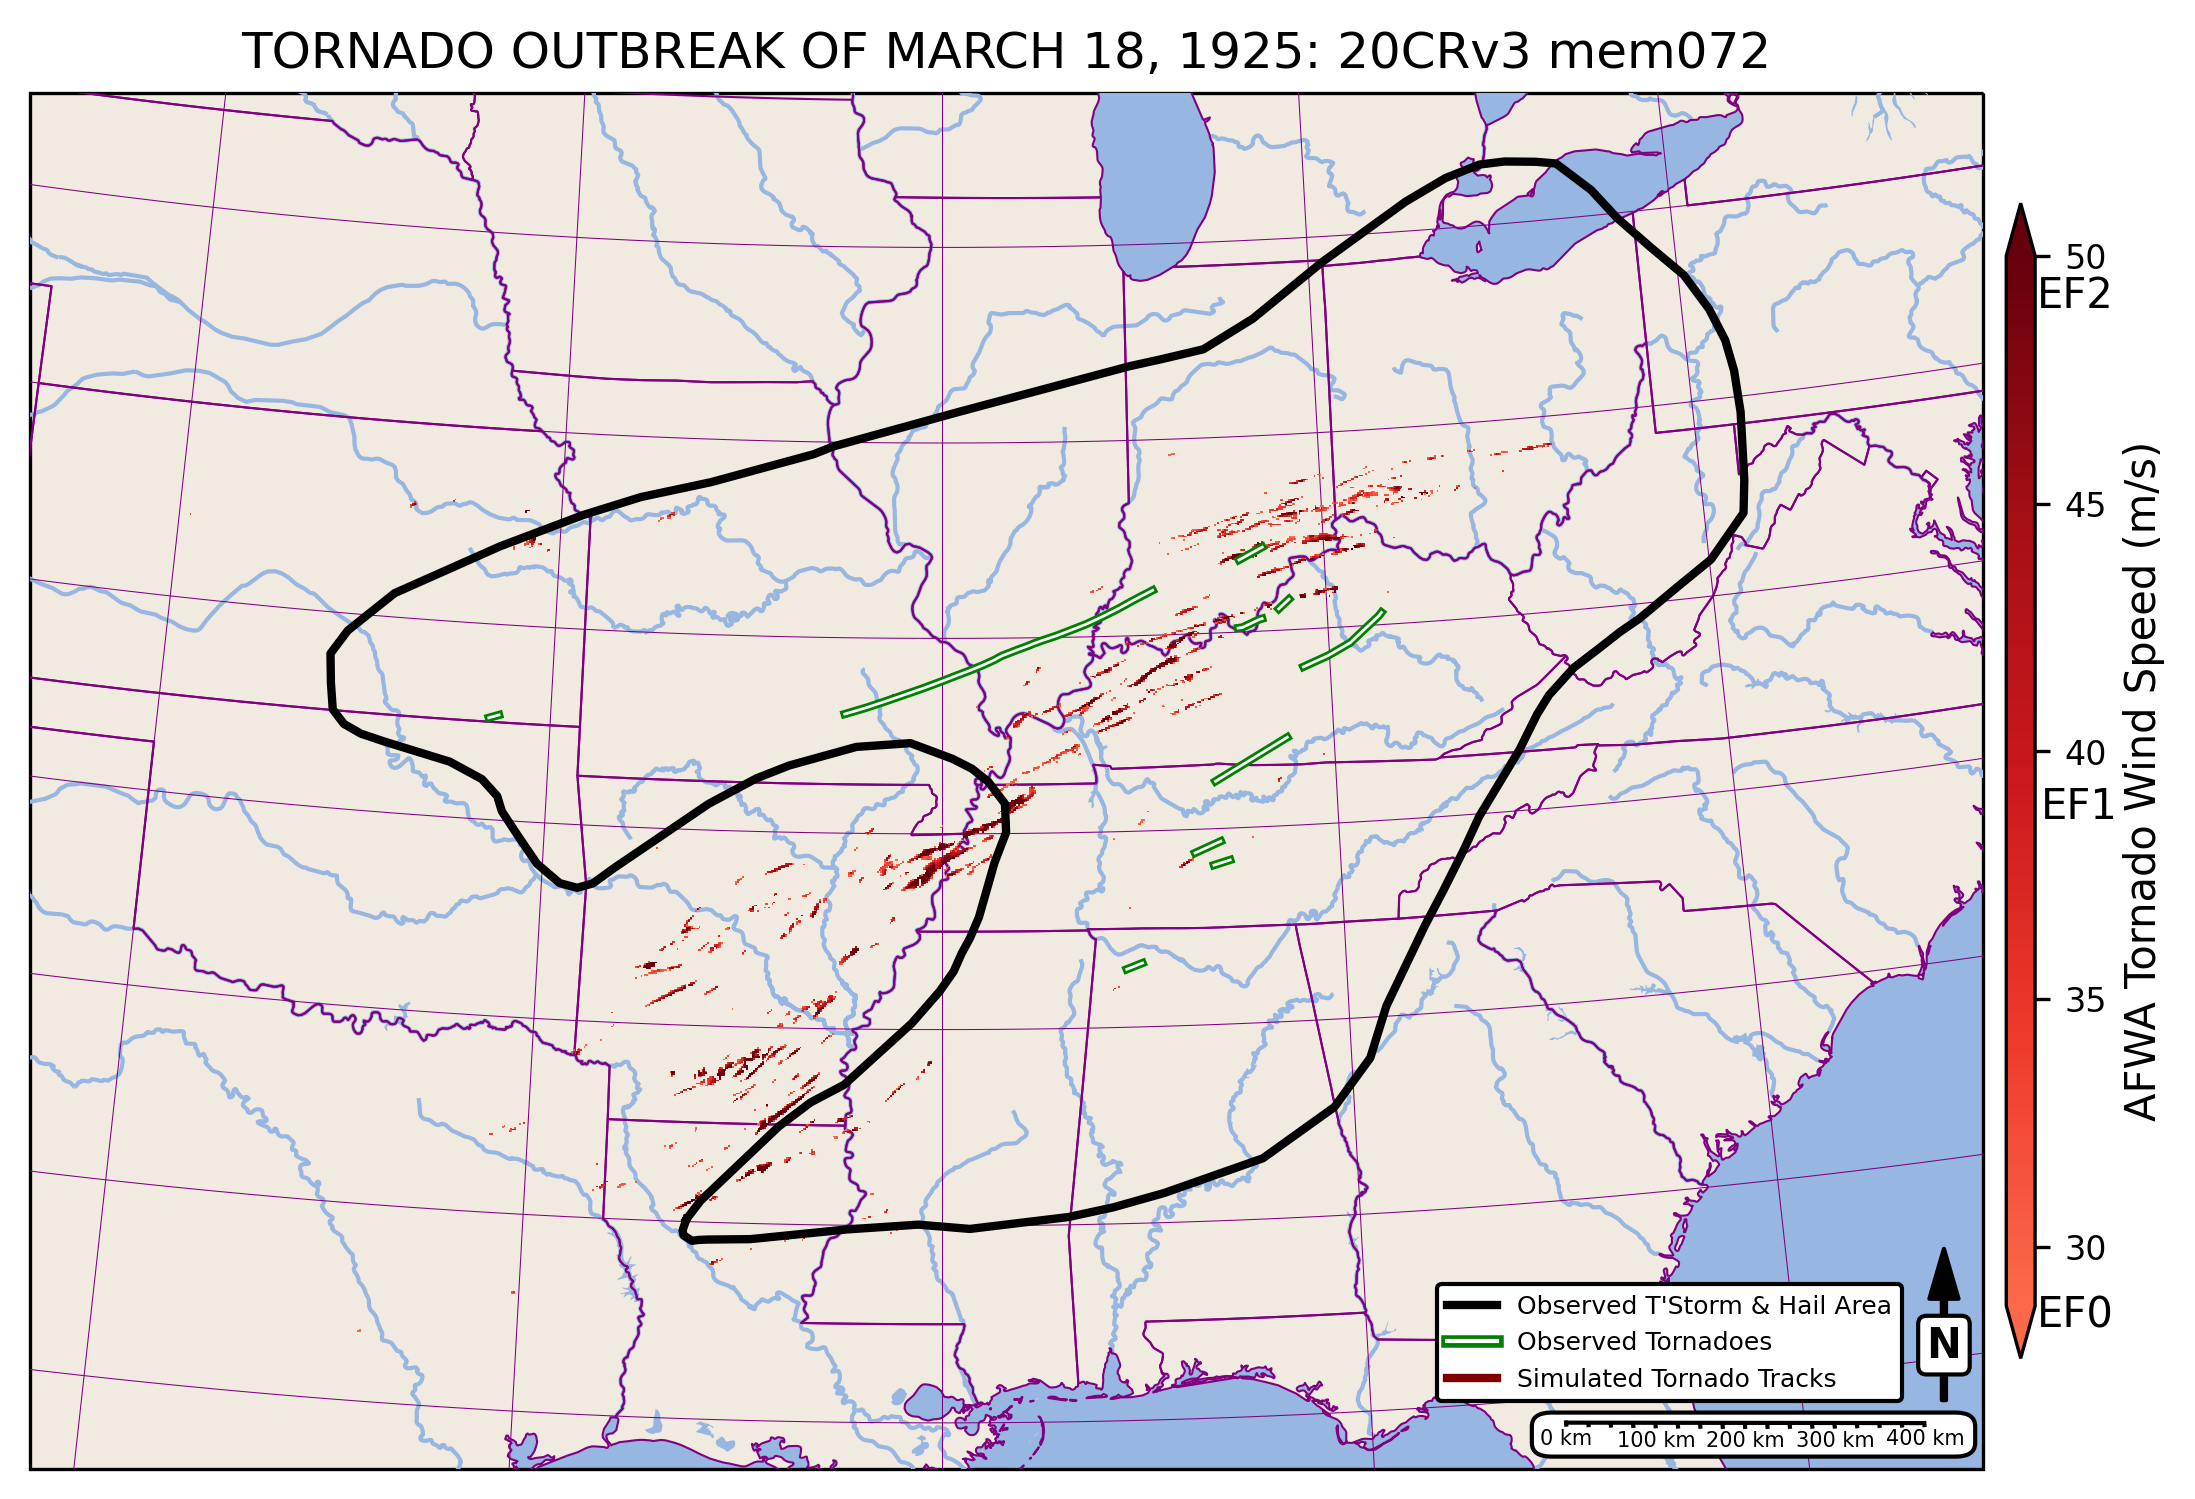 TORNADO OUTBREAK OF MARCH 18, 1925: 20CRv3 mem072
50
EF2
45
40
EF1
35
30
EF0
AFWA Tornado Wind Speed (m/s)
Observed T'Storm & Hail Area
Observed Tornadoes
Simulated Tornado Tracks
N
0 km 100 km 200 km 300 km 400 km